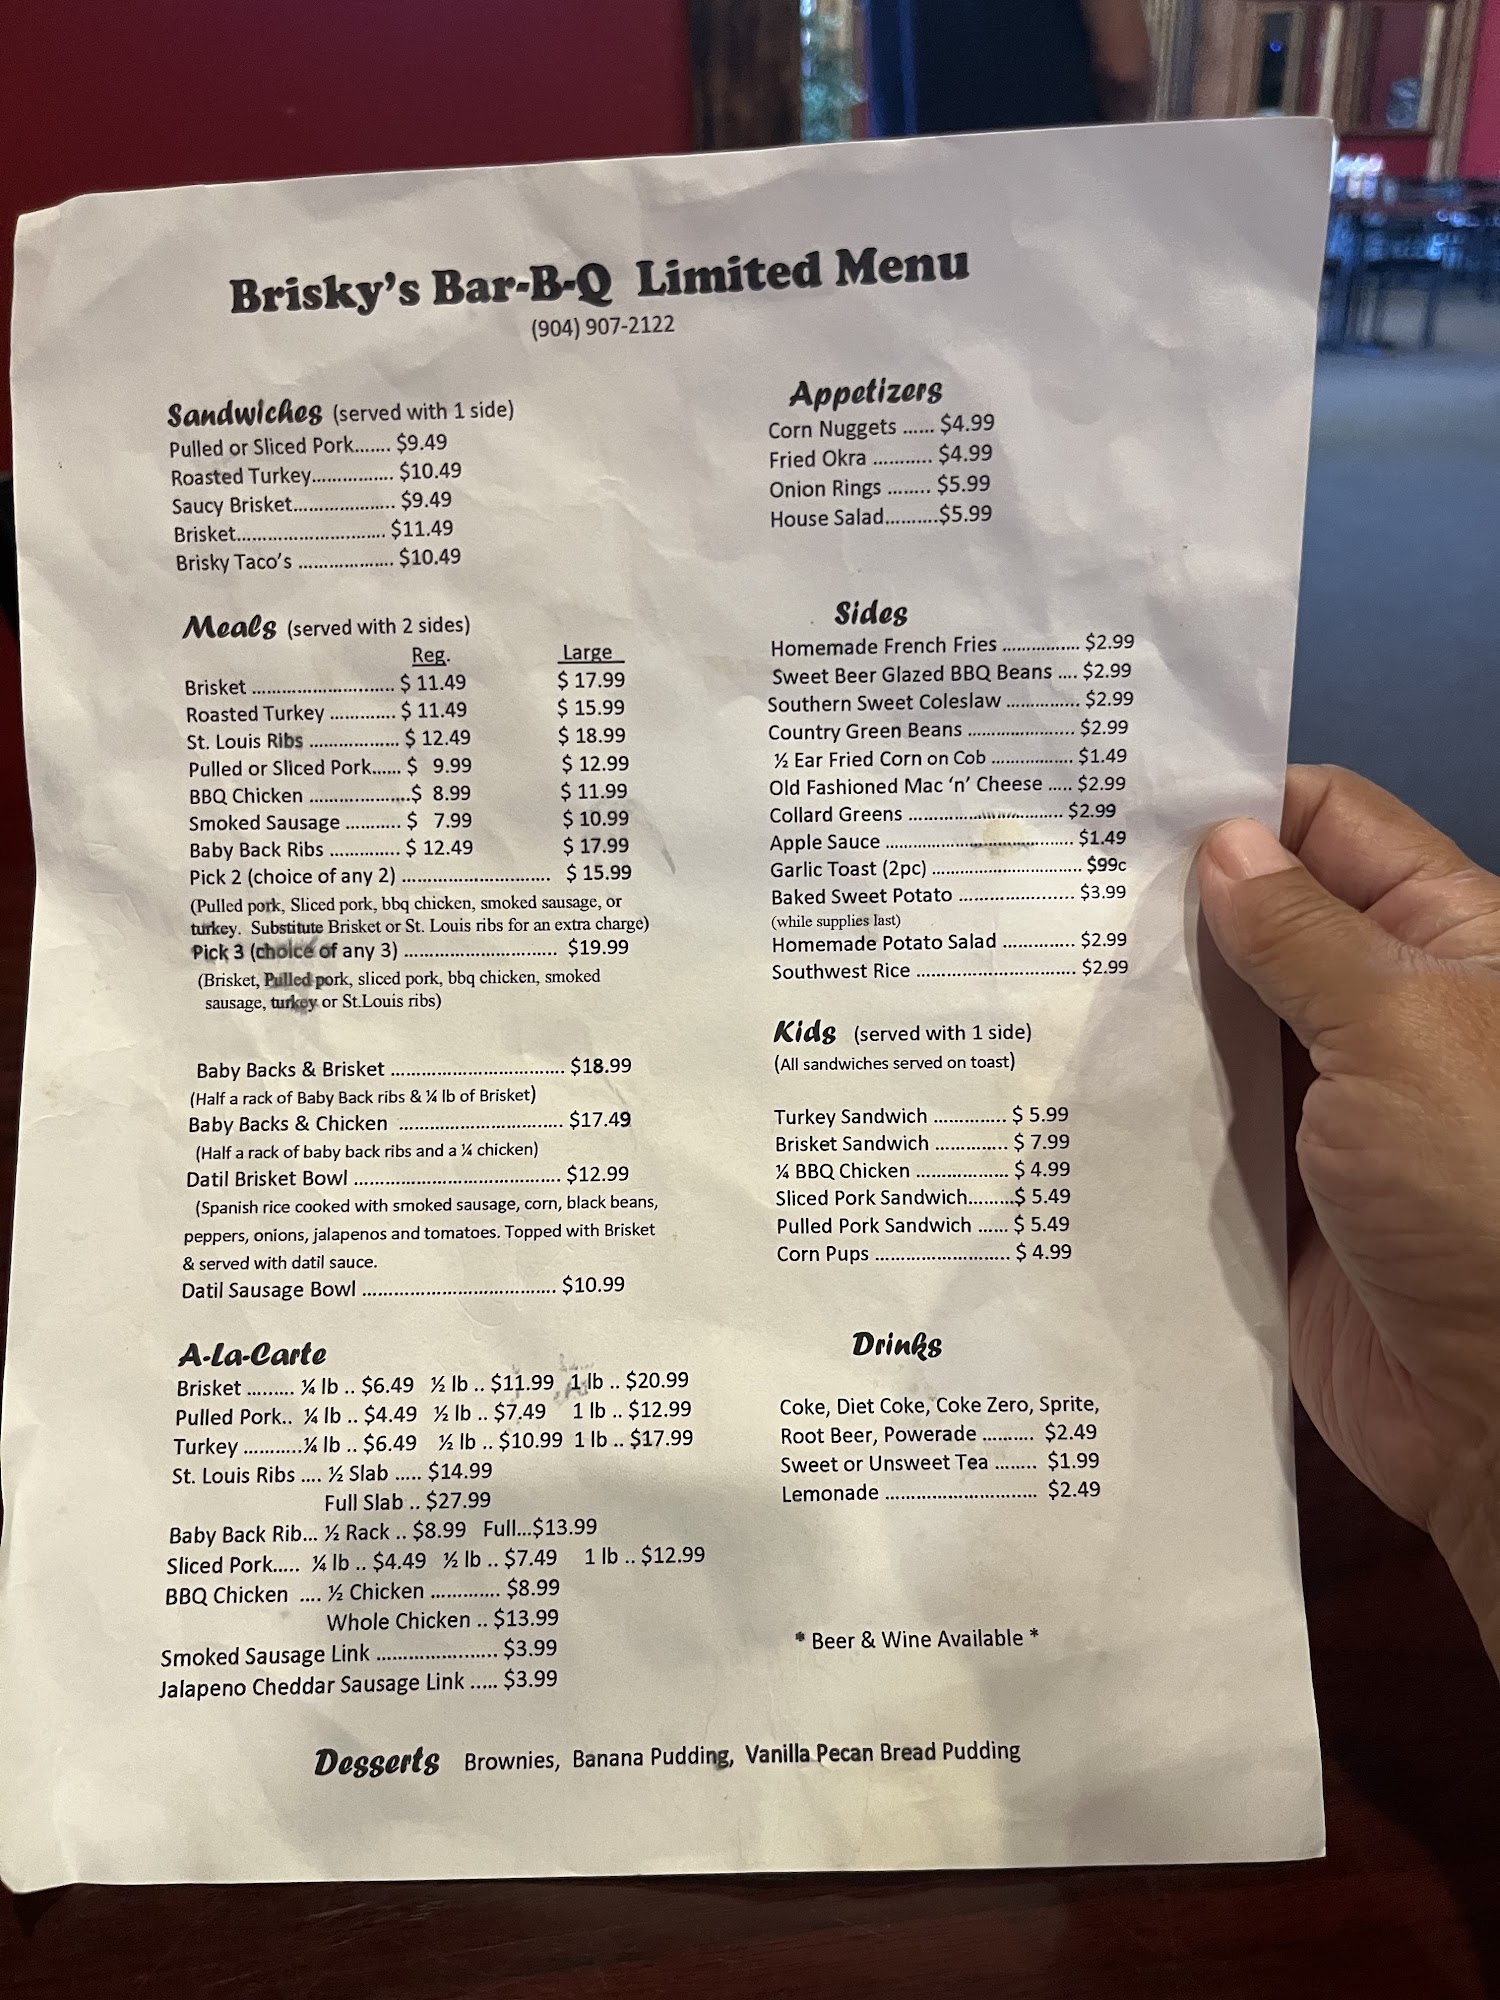 Brisky's Bar-B-Q Limited Menu
(904) 907-2122
Sandwiches (served with 1 side)
Pulled or Sliced Pork....... $9.49
Roasted Turkey................ $10.49
Saucy Brisket.................... $9.49
Brisket............................. $11.49
Brisky Taco's ................... $10.49
Meals (served with 2 sides)
Reg. Large
Brisket ............................ $ 11.49 $ 17.99
Roasted Turkey ............. $ 11.49 $ 15.99
St. Louis Ribs .................. $ 12.49 $ 18.99
Pulled or Sliced Pork...... $ 9.99 $ 12.99
BBQ Chicken ....................$ 8.99 $ 11.99
Smoked Sausage ........... $ 7.99 $ 10.99
Baby Back Ribs .............. $ 12.49 $ 17.99
Pick 2 (choice of any 2) ............................. $ 15.99
(Pulled pork, Sliced pork, bbq chicken, smoked sausage, or
turkey. Substitute Brisket or St. Louis ribs for an extra charge)
Pick 3 (choice of any 3) .............................. $19.99
(Brisket, Pulled pork, sliced pork, bbq chicken, smoked
sausage, turkey or St.Louis ribs)
Baby Backs & Brisket .................................. $18.99
(Half a rack of Baby Back ribs & ¼ lb of Brisket)
Baby Backs & Chicken ................................ $17.49
(Half a rack of baby back ribs and a ¼ chicken)
Datil Brisket Bowl ........................................ $12.99
(Spanish rice cooked with smoked sausage, corn, black beans,
peppers, onions, jalapenos and tomatoes. Topped with Brisket
& served with datil sauce.
Datil Sausage Bowl ..................................... $10.99
A-La-Carte
Brisket ......... ¼ lb .. $6.49 ½ lb .. $11.99 1 lb .. $20.99
Pulled Pork.. ¼ lb .. $4.49 ½ lb .. $7.49 1 lb .. $12.99
Turkey ...........¼ lb .. $6.49 ½ lb .. $10.99 1 lb .. $17.99
St. Louis Ribs .... ½ Slab ..... $14.99
Full Slab .. $27.99
Baby Back Rib... ½ Rack .. $8.99 Full...$13.99
Sliced Pork..... ¼ lb .. $4.49 ½ lb .. $7.49 1 lb .. $12.99
BBQ Chicken .... ½ Chicken ............. $8.99
Whole Chicken .. $13.99
Smoked Sausage Link ....................... $3.99
Jalapeno Cheddar Sausage Link ..... $3.99
Appetizers
Corn Nuggets ...... $4.99
Fried Okra ........... $4.99
Onion Rings ........ $5.99
House Salad..........$5.99
Sides
Homemade French Fries ............... $2.99
Sweet Beer Glazed BBQ Beans .... $2.99
Southern Sweet Coleslaw .............. $2.99
Country Green Beans ..................... $2.99
½ Ear Fried Corn on Cob ................ $1.49
Old Fashioned Mac 'n' Cheese ..... $2.99
Collard Greens .............................. $2.99
Apple Sauce .................................... $1.49
Garlic Toast (2pc) ............................. $99c
Baked Sweet Potato ...................... $3.99
(while supplies last)
Homemade Potato Salad .............. $2.99
Southwest Rice ............................... $2.99
Kids (served with 1 side)
(All sandwiches served on toast)
Turkey Sandwich .............. $ 5.99
Brisket Sandwich .............. $ 7.99
¼ BBQ Chicken .................. $ 4.99
Sliced Pork Sandwich.........$ 5.49
Pulled Pork Sandwich ...... $ 5.49
Corn Pups .......................... $ 4.99
Drinks
Coke, Diet Coke, Coke Zero, Sprite,
Root Beer, Powerade .......... $2.49
Sweet or Unsweet Tea ........ $1.99
Lemonade ............................. $2.49
* Beer & Wine Available *
Desserts Brownies, Banana Pudding, Vanilla Pecan Bread Pudding